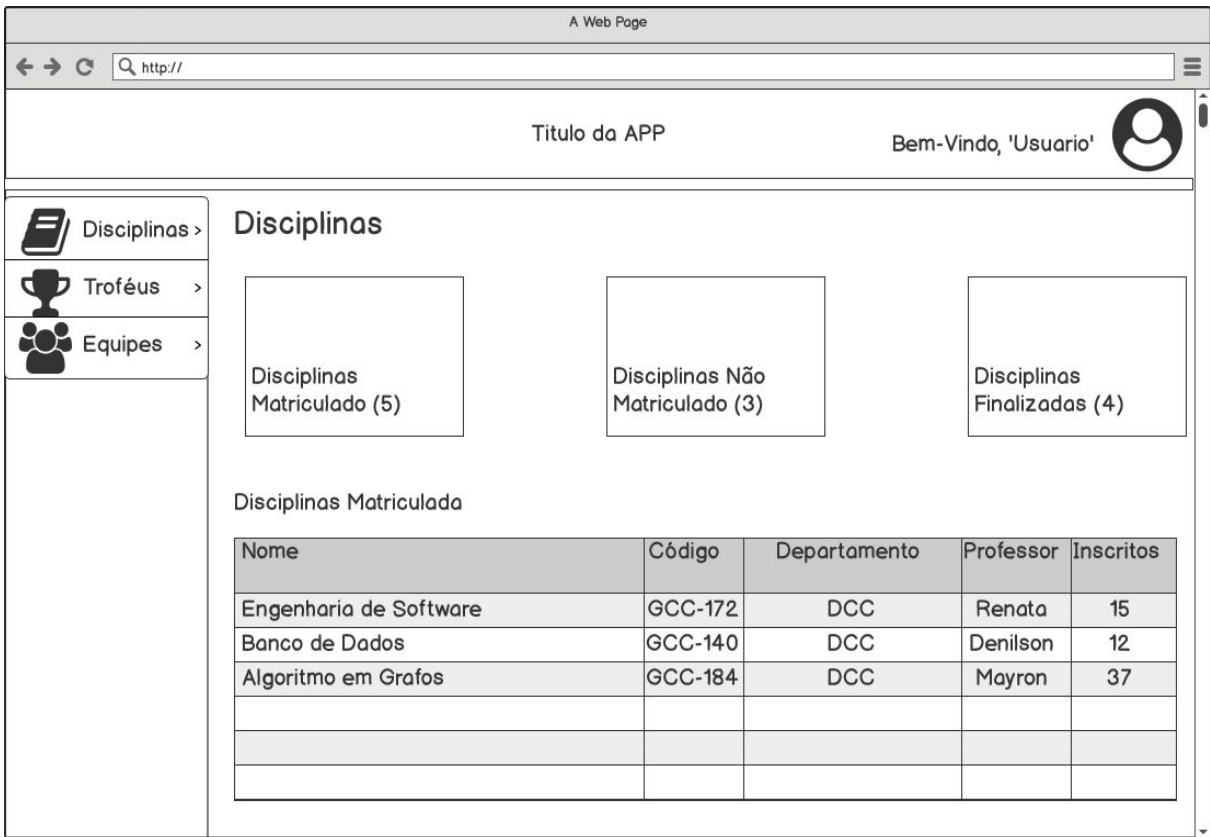 A Web Page
http://
Titulo da APP
Bem-Vindo, 'Usuario'
Disciplinas >
Troféus >
Equipes >
Disciplinas
Disciplinas
Matriculado (5)
Disciplinas Não
Matriculado (3)
Disciplinas
Finalizadas (4)
Disciplinas Matriculada
Nome Código Departamento Professor Inscritos
Engenharia de Software GCC-172 DCC Renata 15
Banco de Dados GCC-140 DCC Denilson 12
Algoritmo em Grafos GCC-184 DCC Mayron 37